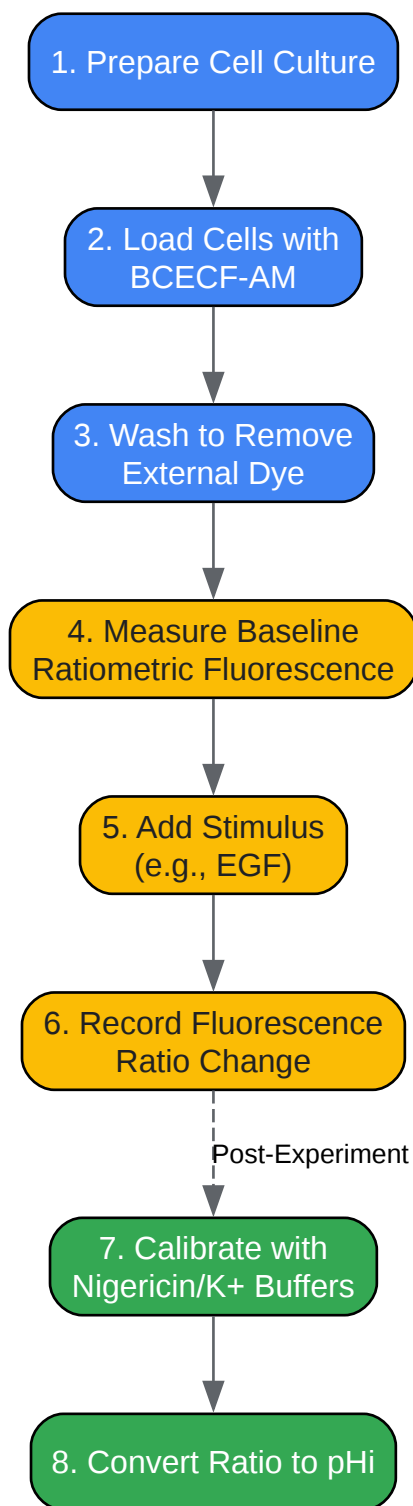 1. Prepare Cell Culture
2. Load Cells with
BCECF-AM
3. Wash to Remove
External Dye
4. Measure Baseline
Ratiometric Fluorescence
5. Add Stimulus
(e.g., EGF)
6. Record Fluorescence
Ratio Change
Post-Experiment
7. Calibrate with
Nigericin/K+ Buffers
8. Convert Ratio to pHi